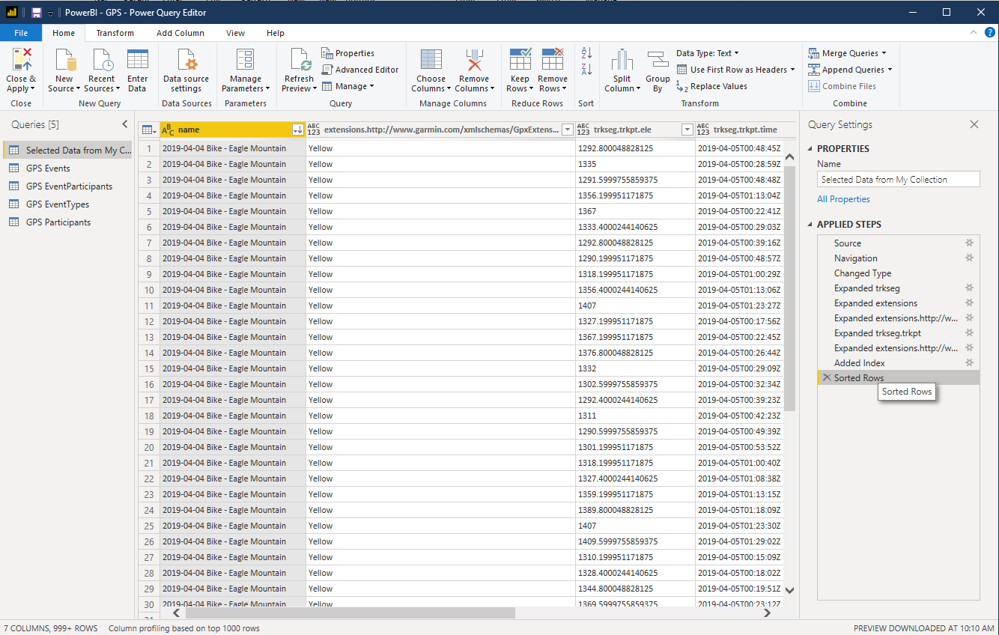 PowerBI - GPS - Power Query Editor
File Home Transform Add Column View Help
Close & Apply
New Source
Recent Sources
Enter Data
Data source settings
Manage Parameters
Refresh Preview
Properties
Advanced Editor
Manage
Choose Columns
Remove Columns
Keep Rows
Remove Rows
Split Column
Group By
Data Type: Text
Use First Row as Headers
Replace Values
Merge Queries
Append Queries
Combine Files
Close New Query Data Sources Parameters Query Manage Columns Reduce Rows Sort Transform Combine
Queries [5]
Selected Data from My C...
GPS Events
GPS EventParticipants
GPS EventTypes
GPS Participants
ABC name ABC 123 extensions.http://www.garmin.com/xmlschemas/GpxExtens... ABC 123 trkseg.trkpt.ele ABC 123 trkseg.trkpt.time
1 2019-04-04 Bike - Eagle Mountain Yellow 1292.800048828125 2019-04-05T00:48:45Z
2 2019-04-04 Bike - Eagle Mountain Yellow 1335 2019-04-05T00:28:59Z
3 2019-04-04 Bike - Eagle Mountain Yellow 1291.5999755859375 2019-04-05T00:48:48Z
4 2019-04-04 Bike - Eagle Mountain Yellow 1356.199951171875 2019-04-05T01:13:04Z
5 2019-04-04 Bike - Eagle Mountain Yellow 1367 2019-04-05T00:22:41Z
6 2019-04-04 Bike - Eagle Mountain Yellow 1333.4000244140625 2019-04-05T00:29:03Z
7 2019-04-04 Bike - Eagle Mountain Yellow 1292.800048828125 2019-04-05T00:39:16Z
8 2019-04-04 Bike - Eagle Mountain Yellow 1290.199951171875 2019-04-05T00:48:57Z
9 2019-04-04 Bike - Eagle Mountain Yellow 1318.199951171875 2019-04-05T01:00:29Z
10 2019-04-04 Bike - Eagle Mountain Yellow 1356.4000244140625 2019-04-05T01:13:06Z
11 2019-04-04 Bike - Eagle Mountain Yellow 1407 2019-04-05T01:23:27Z
12 2019-04-04 Bike - Eagle Mountain Yellow 1327.199951171875 2019-04-05T00:17:56Z
13 2019-04-04 Bike - Eagle Mountain Yellow 1367.199951171875 2019-04-05T00:22:45Z
14 2019-04-04 Bike - Eagle Mountain Yellow 1376.800048828125 2019-04-05T00:26:44Z
15 2019-04-04 Bike - Eagle Mountain Yellow 1332 2019-04-05T00:29:09Z
16 2019-04-04 Bike - Eagle Mountain Yellow 1302.5999755859375 2019-04-05T00:32:34Z
17 2019-04-04 Bike - Eagle Mountain Yellow 1292.4000244140625 2019-04-05T00:39:23Z
18 2019-04-04 Bike - Eagle Mountain Yellow 1311 2019-04-05T00:42:23Z
19 2019-04-04 Bike - Eagle Mountain Yellow 1290.5999755859375 2019-04-05T00:49:39Z
20 2019-04-04 Bike - Eagle Mountain Yellow 1301.199951171875 2019-04-05T00:53:52Z
21 2019-04-04 Bike - Eagle Mountain Yellow 1318.199951171875 2019-04-05T01:00:40Z
22 2019-04-04 Bike - Eagle Mountain Yellow 1327.4000244140625 2019-04-05T01:08:38Z
23 2019-04-04 Bike - Eagle Mountain Yellow 1359.199951171875 2019-04-05T01:13:15Z
24 2019-04-04 Bike - Eagle Mountain Yellow 1389.800048828125 2019-04-05T01:18:09Z
25 2019-04-04 Bike - Eagle Mountain Yellow 1407 2019-04-05T01:23:30Z
26 2019-04-04 Bike - Eagle Mountain Yellow 1409.5999755859375 2019-04-05T01:29:02Z
27 2019-04-04 Bike - Eagle Mountain Yellow 1310.199951171875 2019-04-05T00:15:09Z
28 2019-04-04 Bike - Eagle Mountain Yellow 1328.4000244140625 2019-04-05T00:18:02Z
29 2019-04-04 Bike - Eagle Mountain Yellow 1344.800048828125 2019-04-05T00:19:51Z
30 2019-04-04 Bike - Eagle Mountain Yellow 1369.5999755859375 2019-04-05T00:23:12Z
Query Settings
PROPERTIES
Name
Selected Data from My Collection
All Properties
APPLIED STEPS
Source
Navigation
Changed Type
Expanded trkseg
Expanded extensions
Expanded extensions.http://w...
Expanded trkseg.trkpt
Expanded extensions.http://w...
Added Index
Sorted Rows
Sorted Rows
7 COLUMNS, 999+ ROWS Column profiling based on top 1000 rows PREVIEW DOWNLOADED AT 10:10 AM